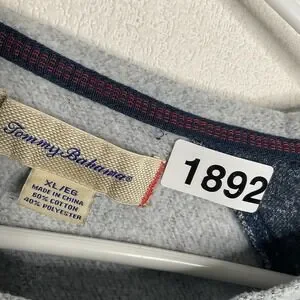 Tommy Bahama®
XL/EG
MADE IN CHINA
60% COTTON
40% POLYESTER
1892